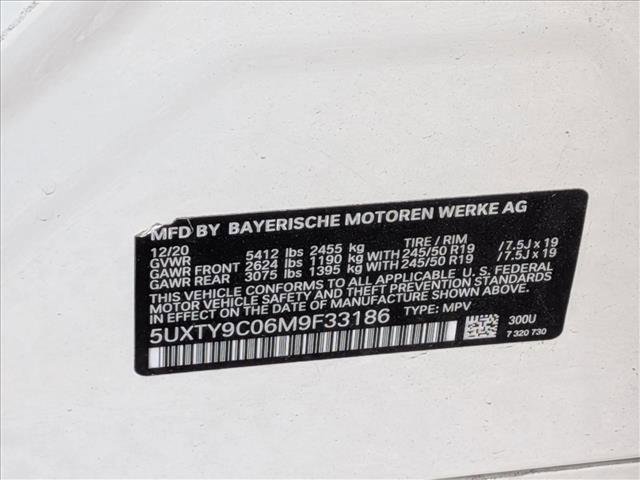 MFD BY BAYERISCHE MOTOREN WERKE AG
12/20 TIRE / RIM
GVWR 5412 lbs 2455 kg
GAWR FRONT 2624 lbs 1190 kg WITH 245/50 R19 / 7.5J x 19
GAWR REAR 3075 lbs 1395 kg WITH 245/50 R19 / 7.5J x 19
THIS VEHICLE CONFORMS TO ALL APPLICABLE U. S. FEDERAL
MOTOR VEHICLE SAFETY AND THEFT PREVENTION STANDARDS
IN EFFECT ON THE DATE OF MANUFACTURE SHOWN ABOVE.
5UXTY9C06M9F33186 TYPE: MPV
300U
7 320 730